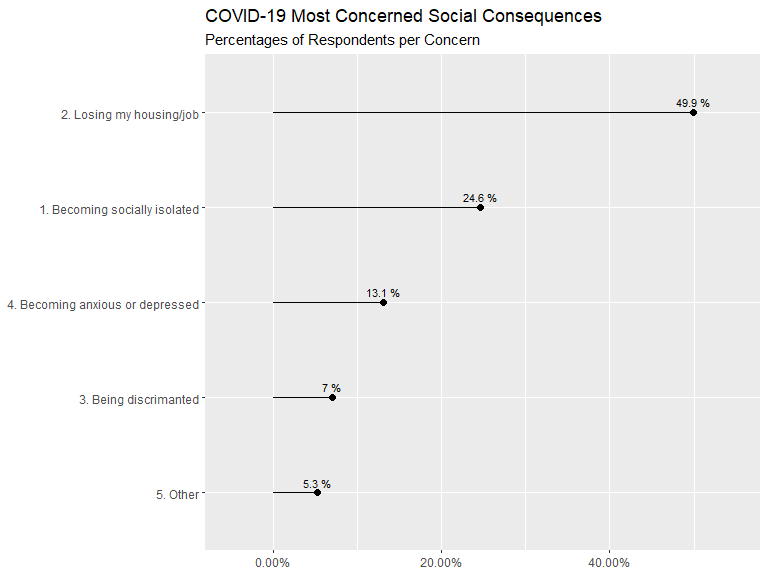 COVID-19 Most Concerned Social Consequences
Percentages of Respondents per Concern
2. Losing my housing/job
49.9 %
1. Becoming socially isolated
24.6 %
4. Becoming anxious or depressed
13.1 %
3. Being discrimanted
7 %
5. Other
5.3 %
0.00%
20.00%
40.00%